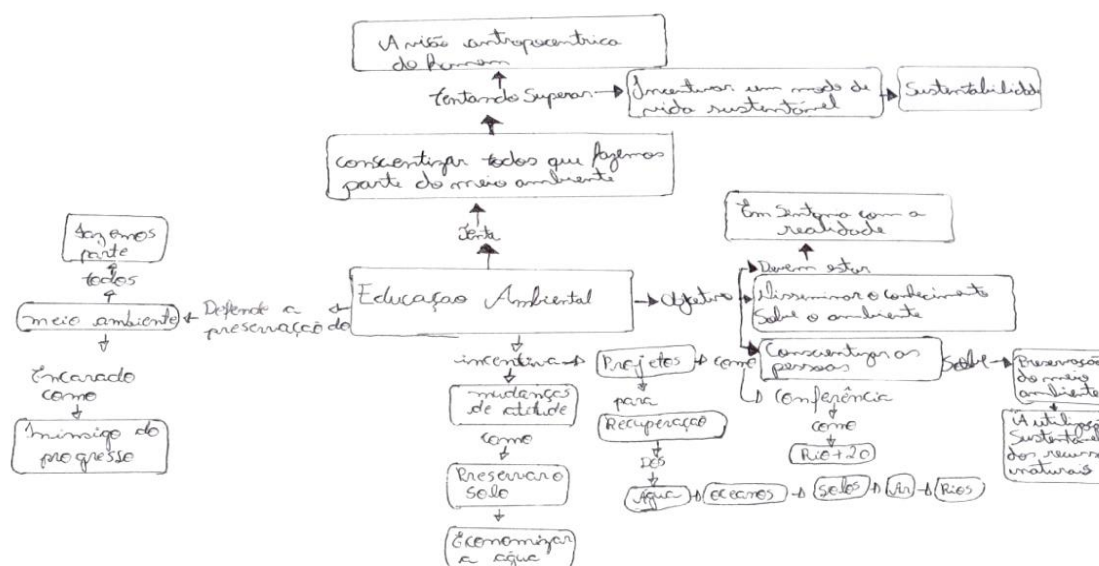 A visão antropocentrica
do homem
tentando superar
Incentivar um modo de
vida sustentável
Sustentabilidade
conscientizar todos que fazemos
parte do meio ambiente
Tenta
fazemos
parte
todos
meio ambiente
Defende a
preservação do
Educação Ambiental
Objetivo
Em Sintonia com a
realidade
Devem estar
Disseminar o conhecimento
Sobre o ambiente
Conscientizar as
pessoas
Sobre
Preservação
do meio
ambiente
A utilização
Sustentável
dos recursos
naturais
Encarado
como
Inimigo do
progresso
incentiva
mudanças
de atitude
como
Preservar o
solo
Economizar
a água
Projetos
como
Conferência
como
Rio+20
para
Recuperação
Dos
Água
oceanos
solos
Ar
Rios